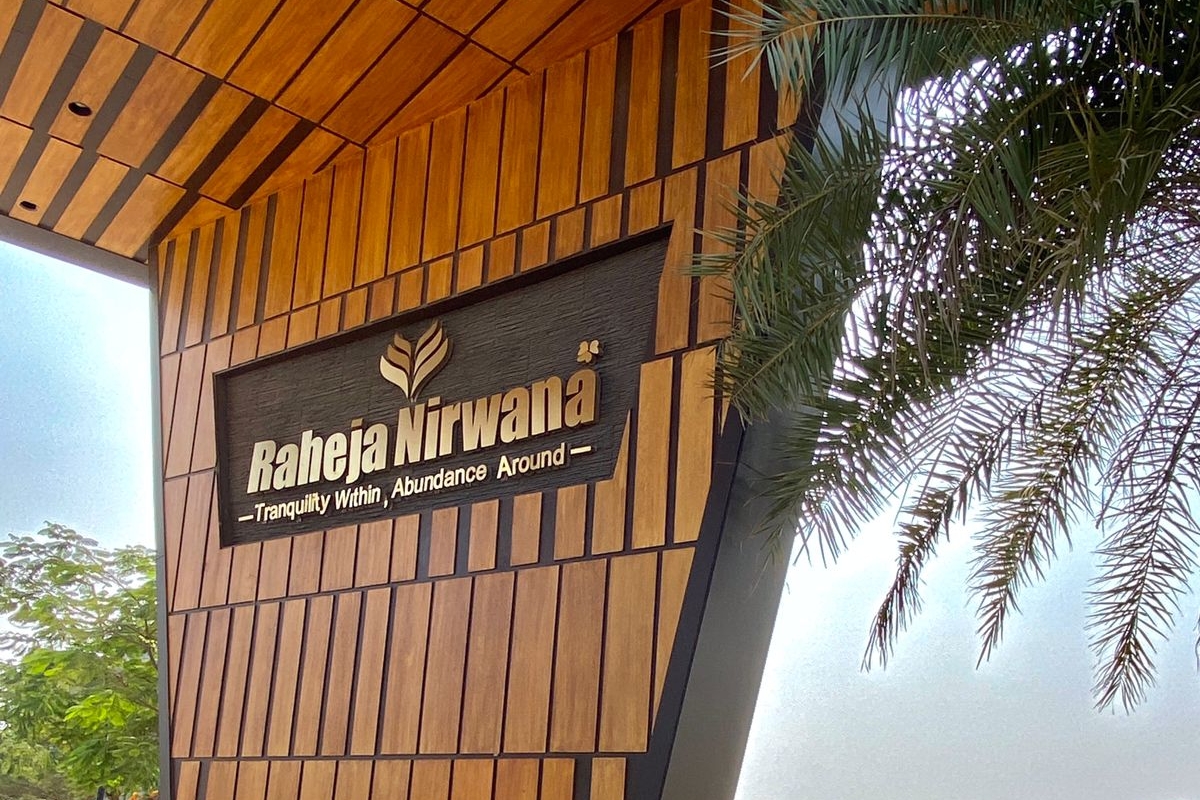 Raheja Nirwana
—Tranquility Within, Abundance Around—